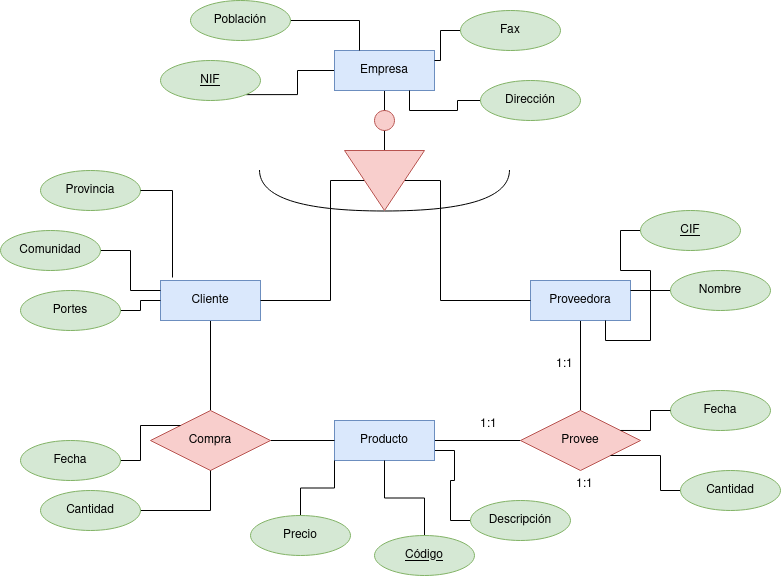 Población
Fax
Empresa
NIF
Dirección
Provincia
CIF
Comunidad
Nombre
Cliente
Proveedora
Portes
1:1
Fecha
1:1
Compra
Producto
Provee
Fecha
1:1
Cantidad
Cantidad
Descripción
Precio
Código